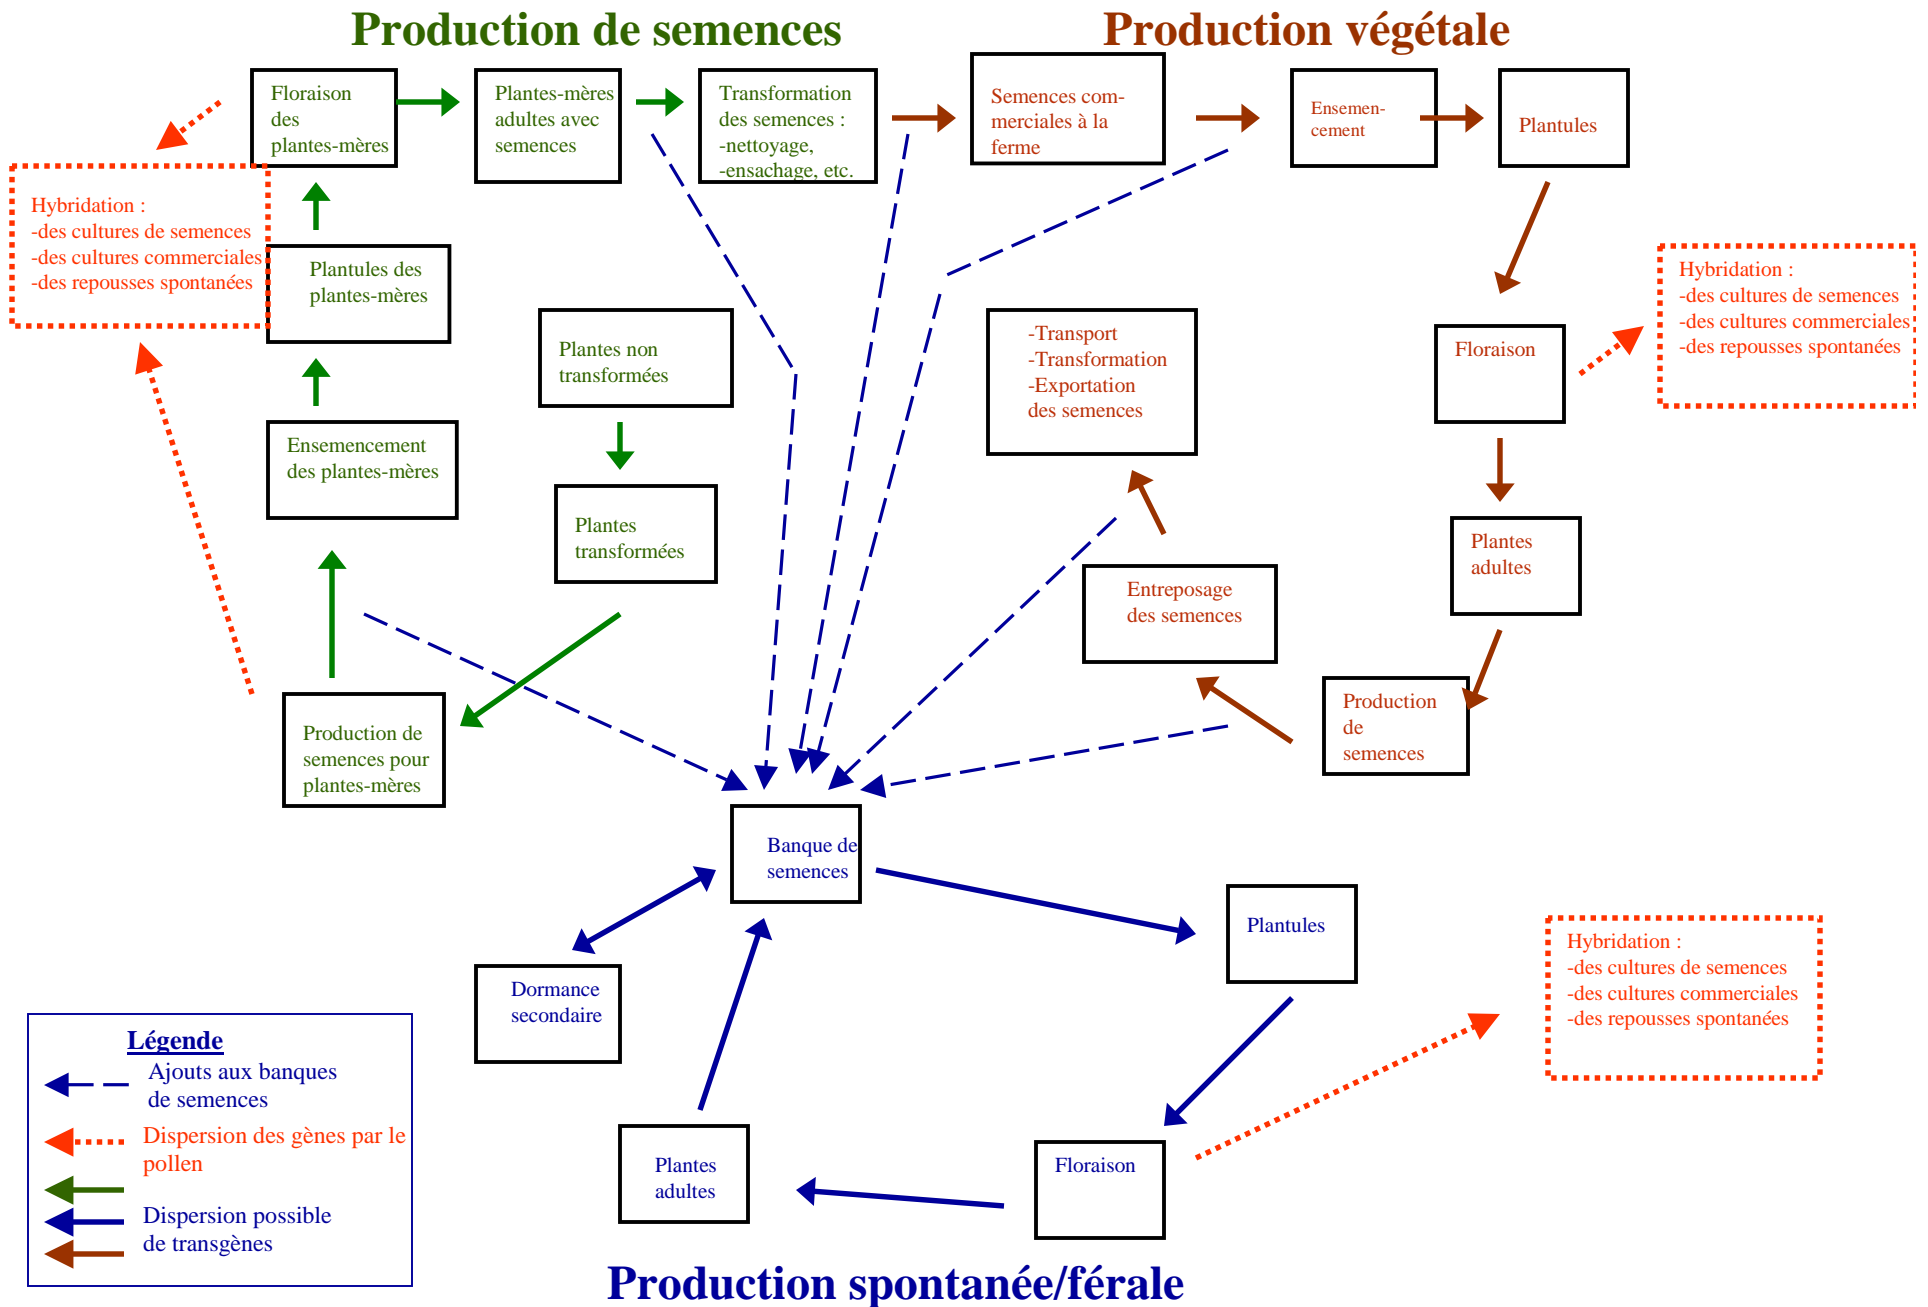 Production de semences
Production végétale
Floraison
des
plantes-mère
Plantes-mères
adultes avec
semences
Transformation
des semences :
-nettoyage,
-ensachage, etc.
Semences com-
merciales à la
ferme
Ensemen-
cement
Plantules
Hybridation :
-des cultures de semences
-des cultures commerciales
-des repousses spontanées
Plantules des
plantes-mères
Ensemencement
des plantes-mères
Production de
semences pour
plantes-mères
Plantes non
transformées
Plantes
transformées
-Transport
-Transformation
-Exportation
des semences
Entreposage
des semences
Floraison
Hybridation :
-des cultures de semences
-des cultures commerciales
-des repousses spontanées
Plantes
adultes
Production
de
semences
Banque de
semences
Dormance
secondaire
Plantules
Hybridation :
-des cultures de semences
-des cultures commerciales
-des repousses spontanées
Plantes
adultes
Floraison
Légende
Ajouts aux banques
de semences
Dispersion des gènes par le
pollen
Dispersion possible
de transgènes
Production spontanée/férale